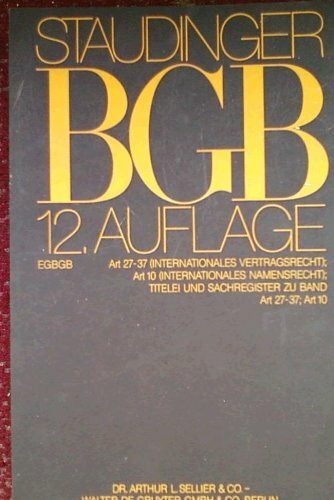 STAUDINGER
BGB
12. AUFLAGE
EGBGB Art 27-37 (INTERNATIONALES VERTRAGSRECHT);
Art 10 (INTERNATIONALES NAMENSRECHT);
TITELEI UND SACHREGISTER ZU BAND
Art 27-37; Art 10
DR. ARTHUR L. SELLIER & CO. –
WALTER DE GRUYTER GMBH & CO. BERLIN